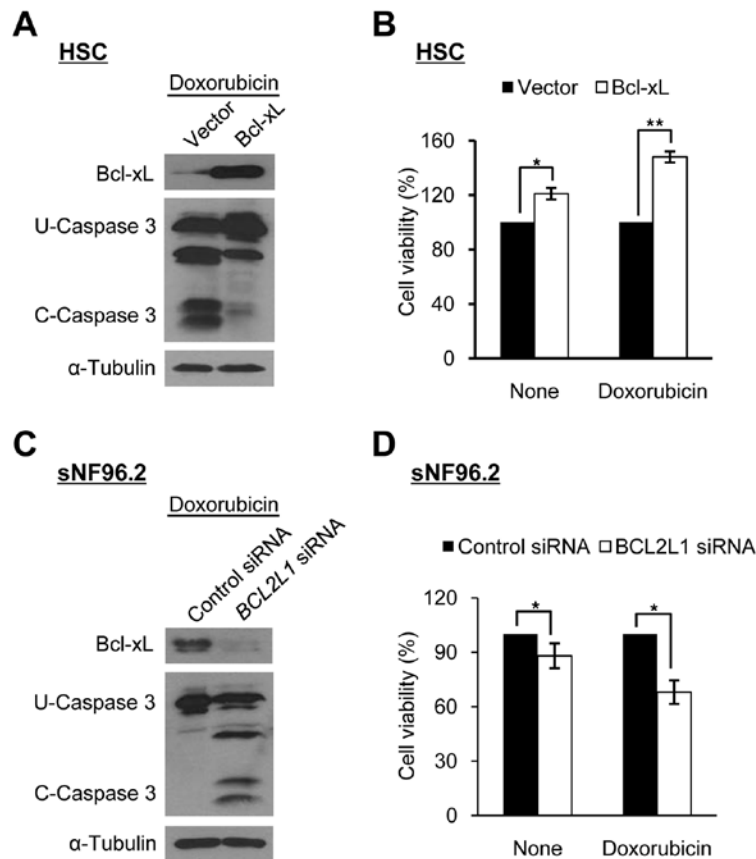 A
HSC
Doxorubicin
Vector
Bcl-xL
Bcl-xL
U-Caspase 3
C-Caspase 3
α-Tubulin
B
HSC
Vector Bcl-xL
160
120
80
40
0
Cell viability (%)
*
**
None Doxorubicin
C
sNF96.2
Doxorubicin
Control siRNA
BCL2L1 siRNA
Bcl-xL
U-Caspase 3
C-Caspase 3
α-Tubulin
D
sNF96.2
Control siRNA BCL2L1 siRNA
120
90
60
30
0
Cell viability (%)
*
*
None Doxorubicin